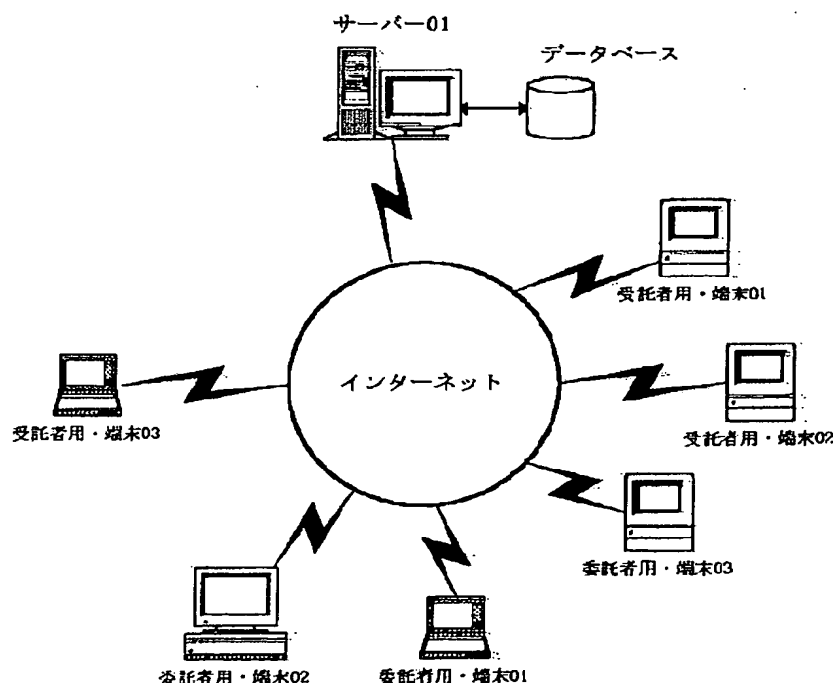 サーバー01
データベース
受託者用・端末01
インターネット
受託者用・端末02
受託者用・端末03
委託者用・端末03
委託者用・端末02
委託者用・端末01